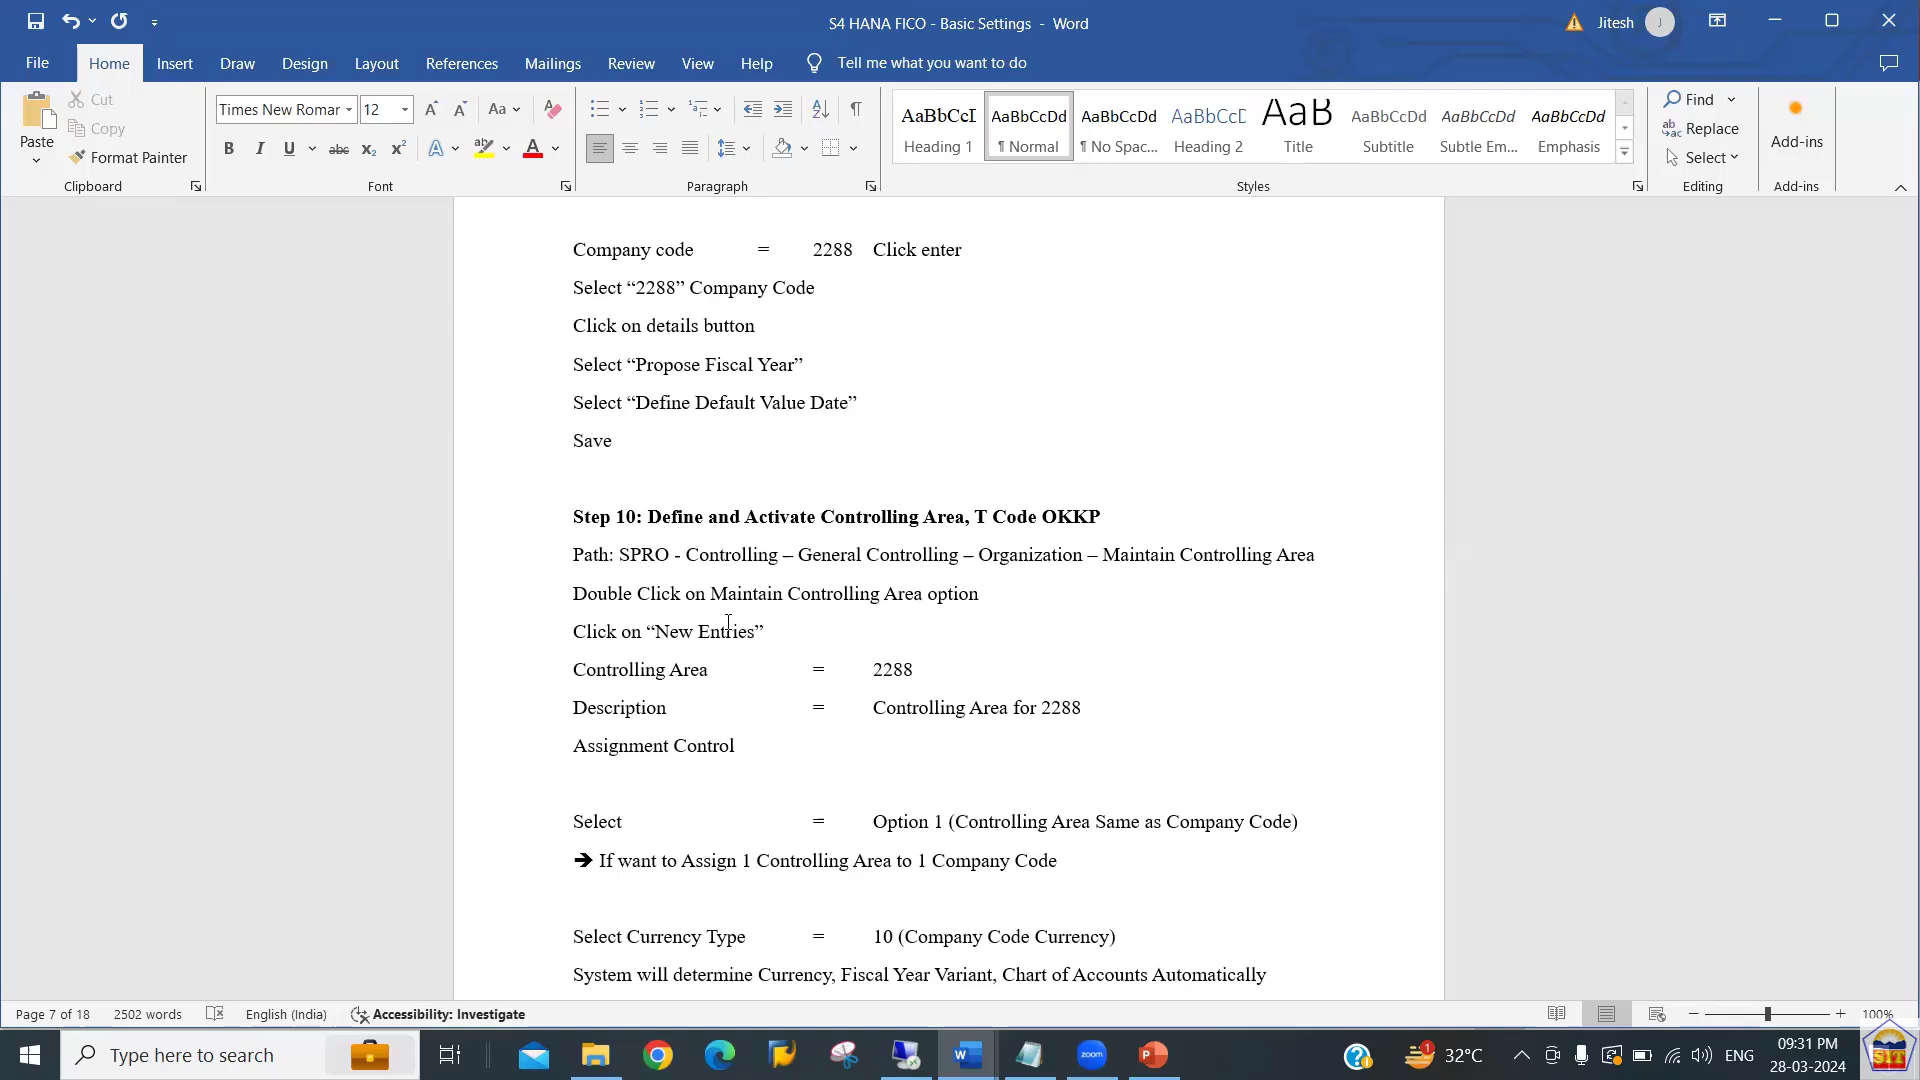 S4 HANA FICO - Basic Settings - Word
Jitesh
J
File Home Insert Draw Design Layout References Mailings Review View Help Tell me what you want to do
Paste
Cut
Copy
Format Painter
Clipboard
Times New Romar 12
Font
Paragraph
AaBbCcI AaBbCcDd AaBbCcDd AaBbCcC AaB AaBbCcDd AaBbCcDd AaBbCcDd
Heading 1 ¶ Normal ¶ No Spac... Heading 2 Title Subtitle Subtle Em... Emphasis
Styles
Find
Replace
Select
Editing
Add-ins
Add-ins
Company code = 2288 Click enter
Select “2288” Company Code
Click on details button
Select “Propose Fiscal Year”
Select “Define Default Value Date”
Save
Step 10: Define and Activate Controlling Area, T Code OKKP
Path: SPRO - Controlling – General Controlling – Organization – Maintain Controlling Area
Double Click on Maintain Controlling Area option
Click on “New Entries”
Controlling Area = 2288
Description = Controlling Area for 2288
Assignment Control
Select = Option 1 (Controlling Area Same as Company Code)
➔ If want to Assign 1 Controlling Area to 1 Company Code
Select Currency Type = 10 (Company Code Currency)
System will determine Currency, Fiscal Year Variant, Chart of Accounts Automatically
Page 7 of 18 2502 words English (India) Accessibility: Investigate 100%
Type here to search
zoom
1
32°C
ENG
09:31 PM
28-03-2024
SIT